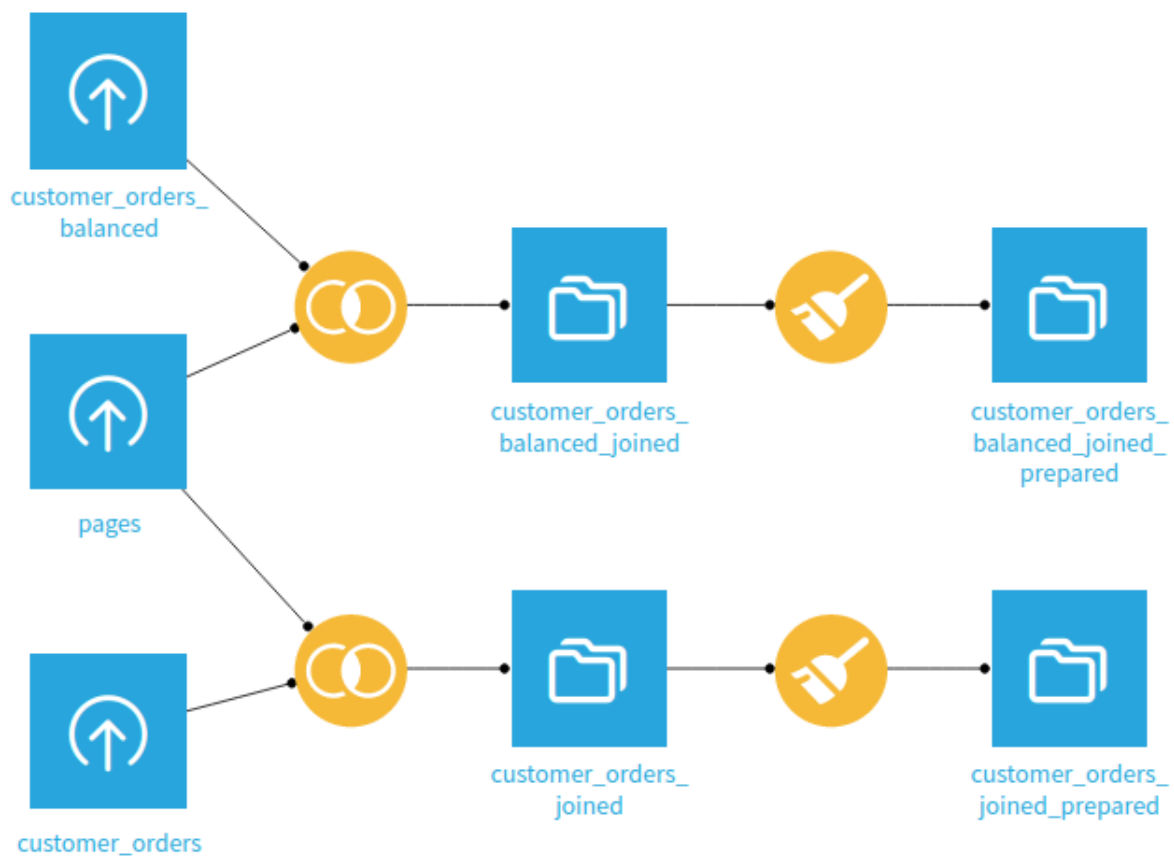 customer_orders_
balanced
customer_orders_
balanced_joined
customer_orders_
balanced_joined_
prepared
pages
customer_orders_
joined
customer_orders_
joined_prepared
customer_orders